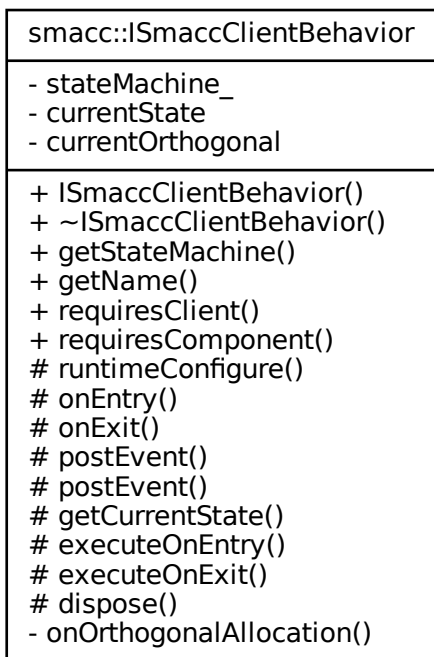 smacc::ISmaccClientBehavior
- stateMachine_
- currentState
- currentOrthogonal
+ ISmaccClientBehavior()
+ ~ISmaccClientBehavior()
+ getStateMachine()
+ getName()
+ requiresClient()
+ requiresComponent()
# runtimeConfigure()
# onEntry()
# onExit()
# postEvent()
# postEvent()
# getCurrentState()
# executeOnEntry()
# executeOnExit()
# dispose()
- onOrthogonalAllocation()